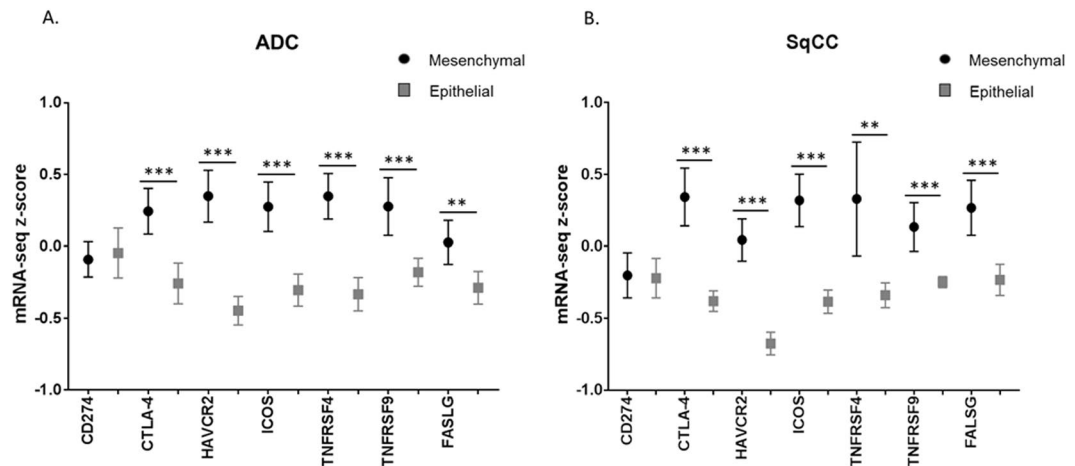 A.
ADC
Mesenchymal
Epithelial
mRNA-seq z-score
1.0
0.5
0.0
-0.5
-1.0
*** *** *** *** *** **
CD274
CTLA-4
HAVCR2
ICOS
TNFRSF4
TNFRSF9
FASLG
B.
SqCC
Mesenchymal
Epithelial
mRNA-seq z-score
1.0
0.5
0.0
-0.5
-1.0
*** *** *** ** *** ***
CD274
CTLA-4
HAVCR2
ICOS
TNFRSF4
TNFRSF9
FALSG